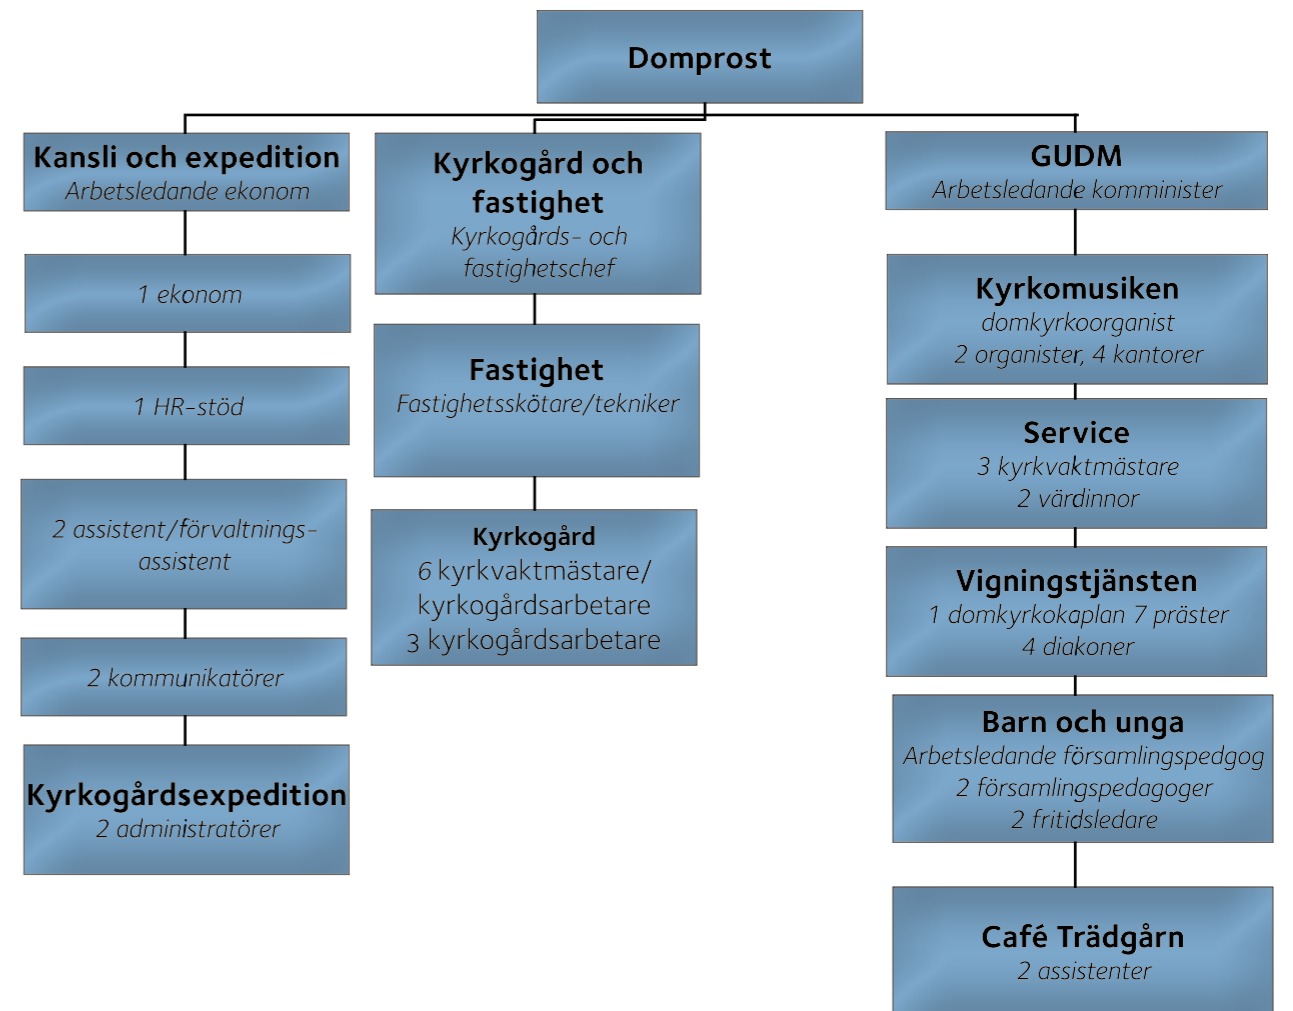 Domprost
Kansli och expedition
Arbetsledande ekonom
1 ekonom
1 HR-stöd
2 assistent/förvaltnings-
assistent
2 kommunikatörer
Kyrkogårdsexpedition
2 administratörer
Kyrkogård och
fastighet
Kyrkogårds- och
fastighetschef
Fastighet
Fastighetsskötare/tekniker
Kyrkogård
6 kyrkvaktmästare/
kyrkogårdsarbetare
3 kyrkogårdsarbetare
GUDM
Arbetsledande komminister
Kyrkomusiken
domkyrkoorganist
2 organister, 4 kantorer
Service
3 kyrkvaktmästare
2 värdinnor
Vigningstjänsten
1 domkyrkokaplan 7 präster
4 diakoner
Barn och unga
Arbetsledande församlingspedgog
2 församlingspedagoger
2 fritidsledare
Café Trädgårn
2 assistenter